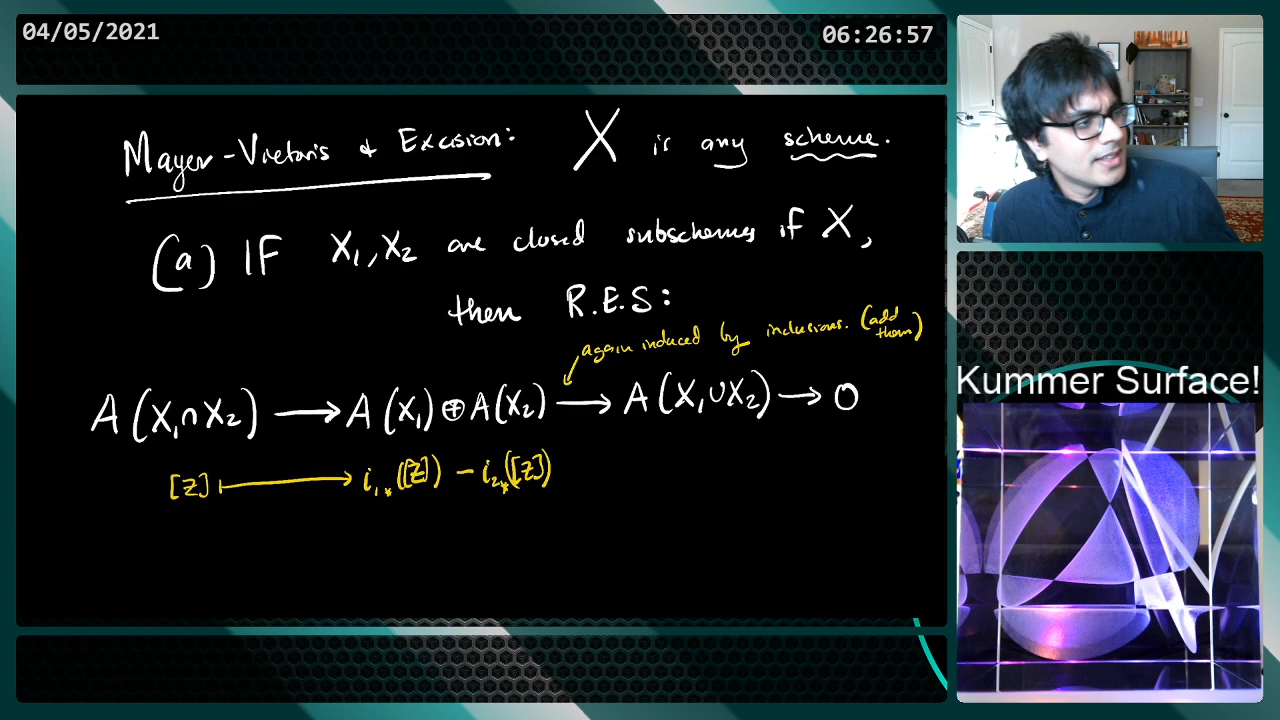 04/05/2021
06:26:57
Mayer-Vietoris & Excision: X is any scheme.
(a) IF X₁, X₂ are closed subschemes if X,
then R.E.S:
again induced by inclusions. (add them)
A(X₁∩X₂) ⟶ A(X₁)⊕A(X₂) ⟶ A(X₁∪X₂) ⟶ 0
[Z] ⟼ i₁⁎([Z]) - i₂⁎([Z])
Kummer Surface!